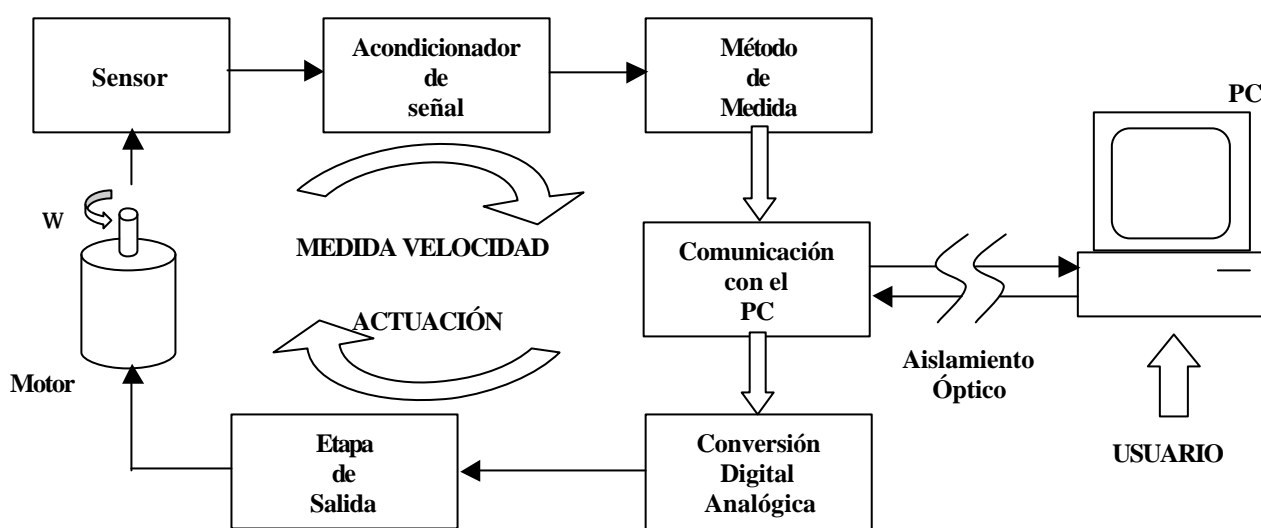 Sensor
Acondicionador
de
señal
Método
de
Medida
PC
W
MEDIDA VELOCIDAD
Comunicación
con el
PC
ACTUACIÓN
Aislamiento
Óptico
Motor
Etapa
de
Salida
Conversión
Digital
Analógica
USUARIO